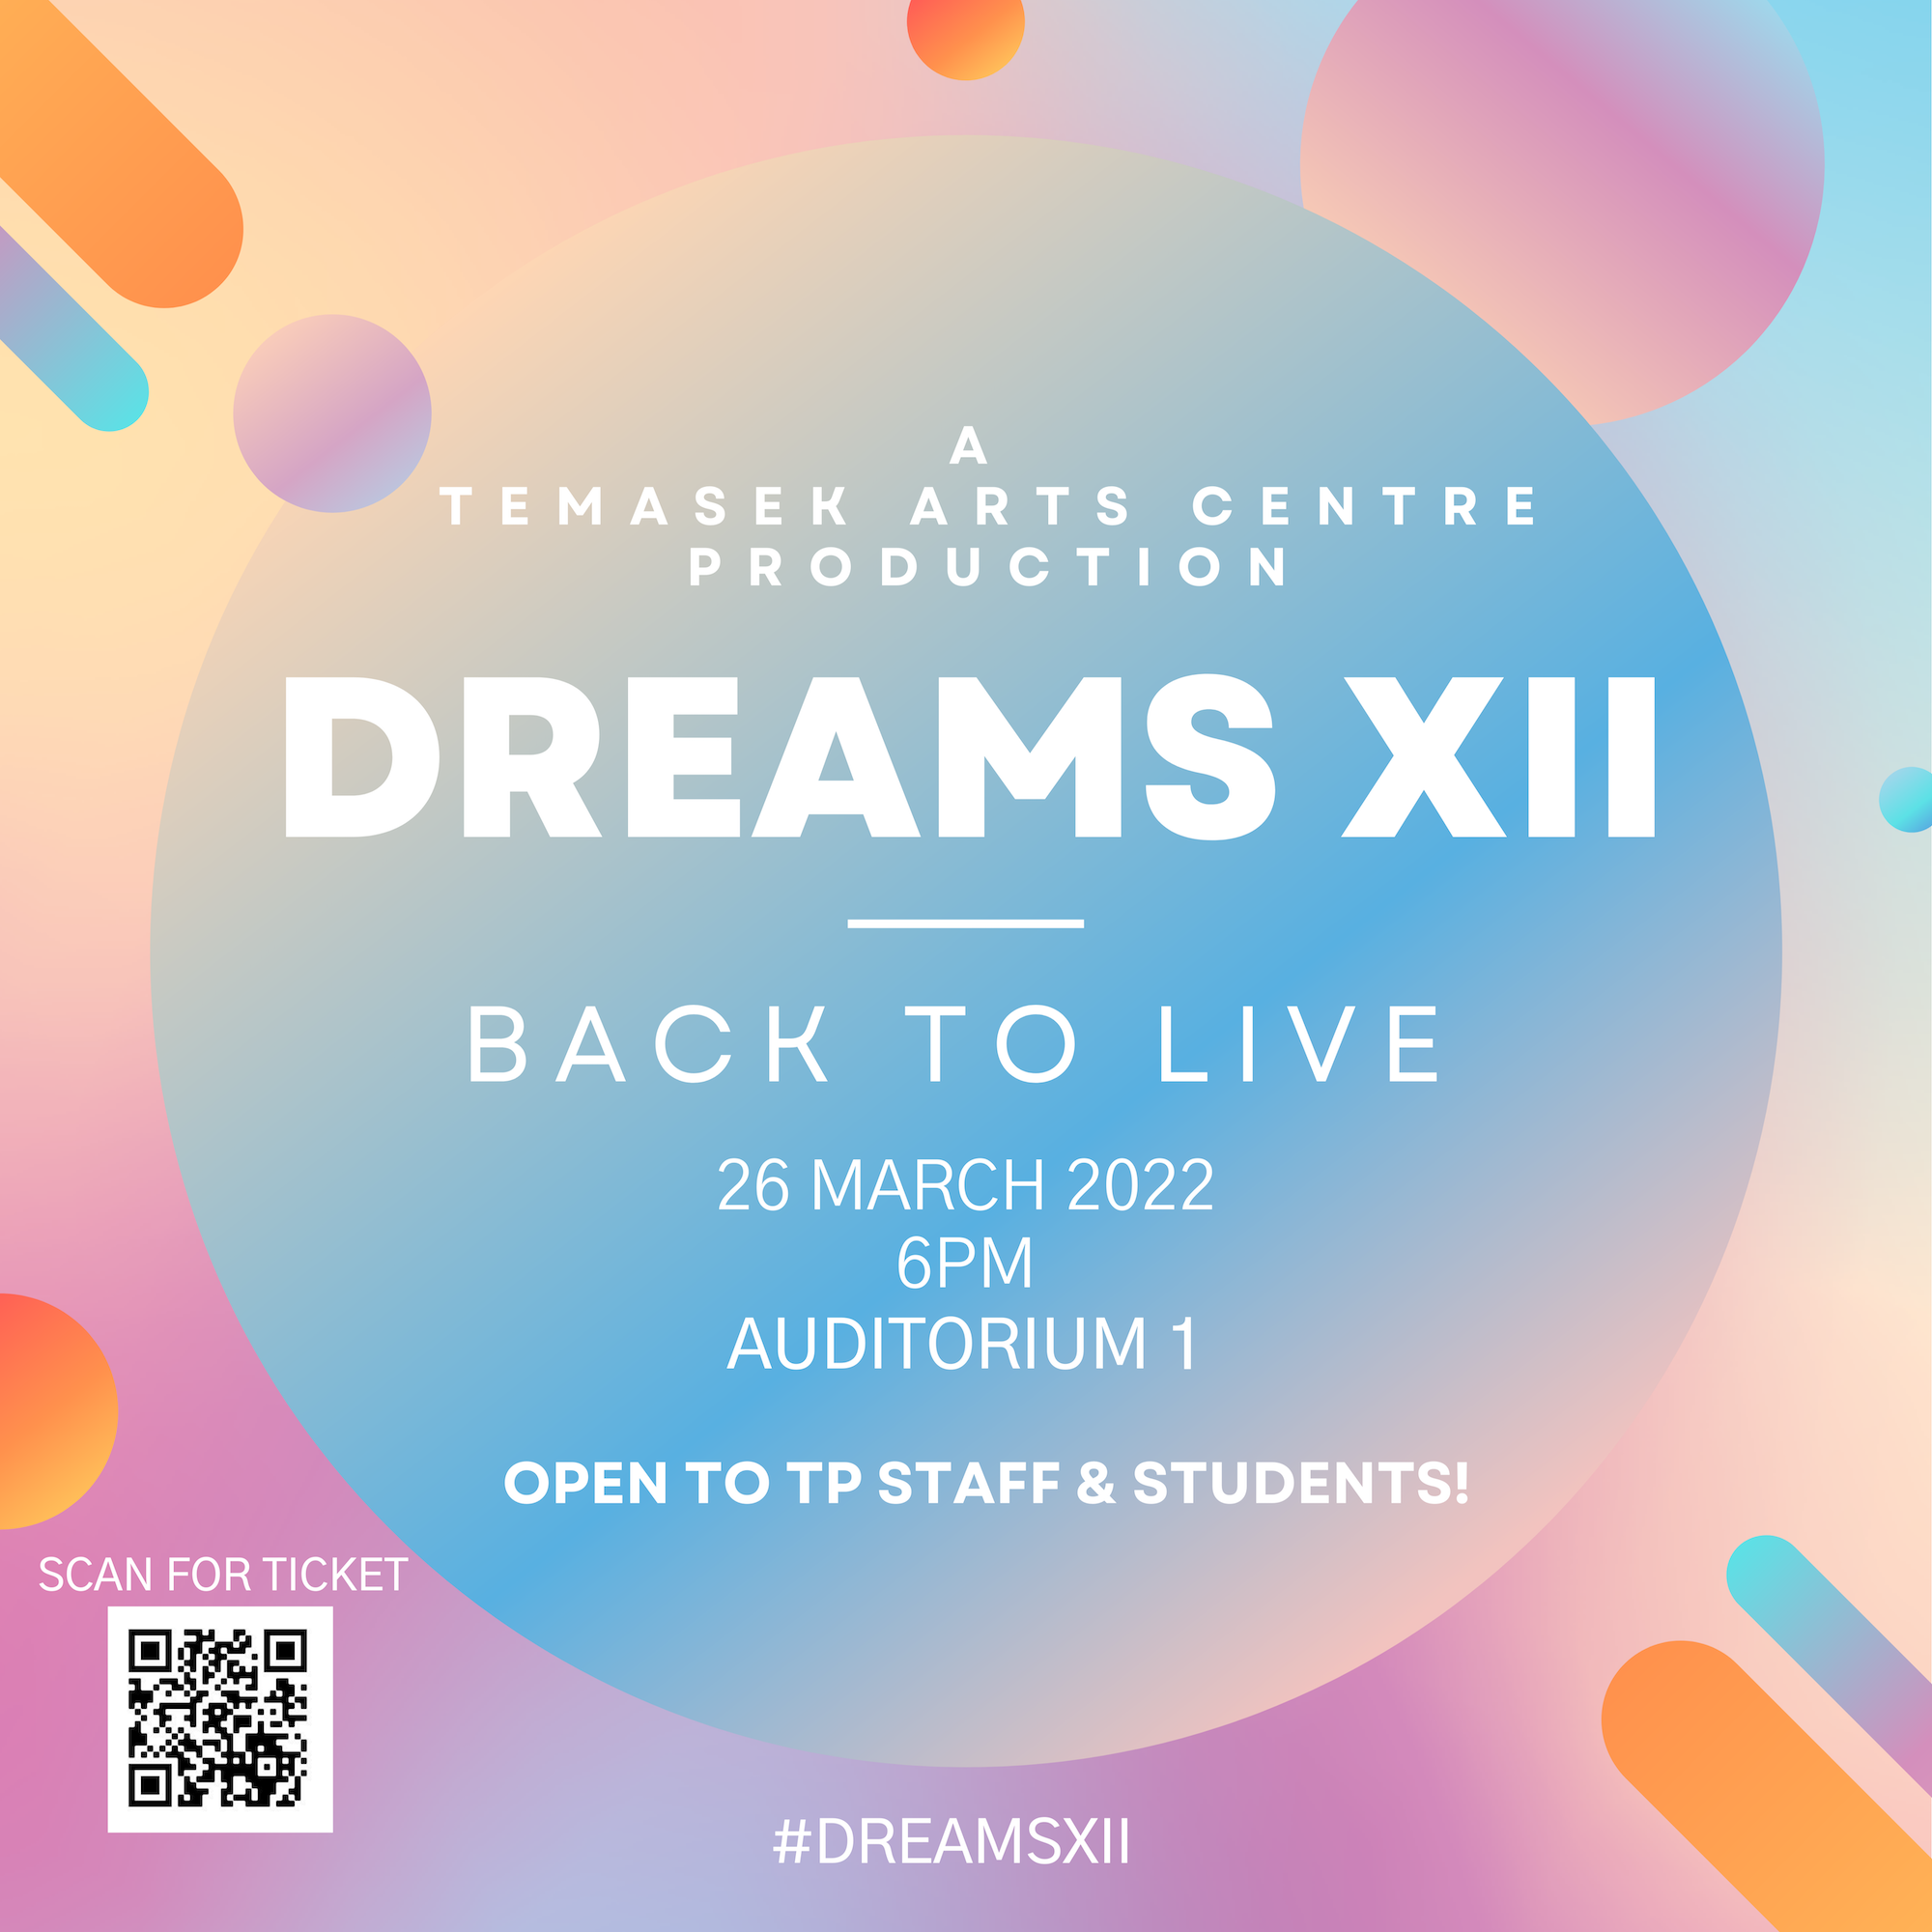 A
TEMASEK ARTS CENTRE
PRODUCTION
DREAMS XII
BACK TO LIVE
26 MARCH 2022
6PM
AUDITORIUM 1
OPEN TO TP STAFF & STUDENTS!
SCAN FOR TICKET
#DREAMSXII